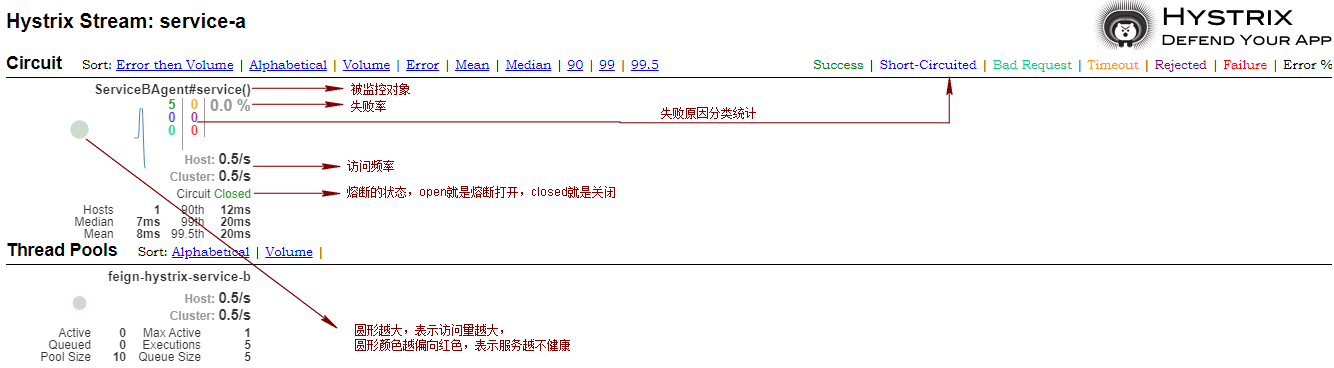 Hystrix Stream: service-a
HYSTRIX
DEFEND YOUR APP
Circuit Sort: Error then Volume | Alphabetical | Volume | Error | Mean | Median | 90 | 99 | 99.5
Success | Short-Circuited | Bad Request | Timeout | Rejected | Failure | Error %
ServiceBAgent#service() 被监控对象
5 0 0.0 % 失败率
0 0 失败原因分类统计
0 0
Host: 0.5/s
访问频率
Cluster: 0.5/s
Circuit Closed 熔断的状态，open就是熔断打开，closed就是关闭
Hosts 1 90th 12ms
Median 7ms 99th 20ms
Mean 8ms 99.5th 20ms
Thread Pools Sort: Alphabetical | Volume |
feign-hystrix-service-b
Host: 0.5/s
Cluster: 0.5/s
Active 0 Max Active 1
Queued 0 Executions 5
Pool Size 10 Queue Size 5
圆形越大，表示访问量越大，
圆形颜色越偏向红色，表示服务越不健康